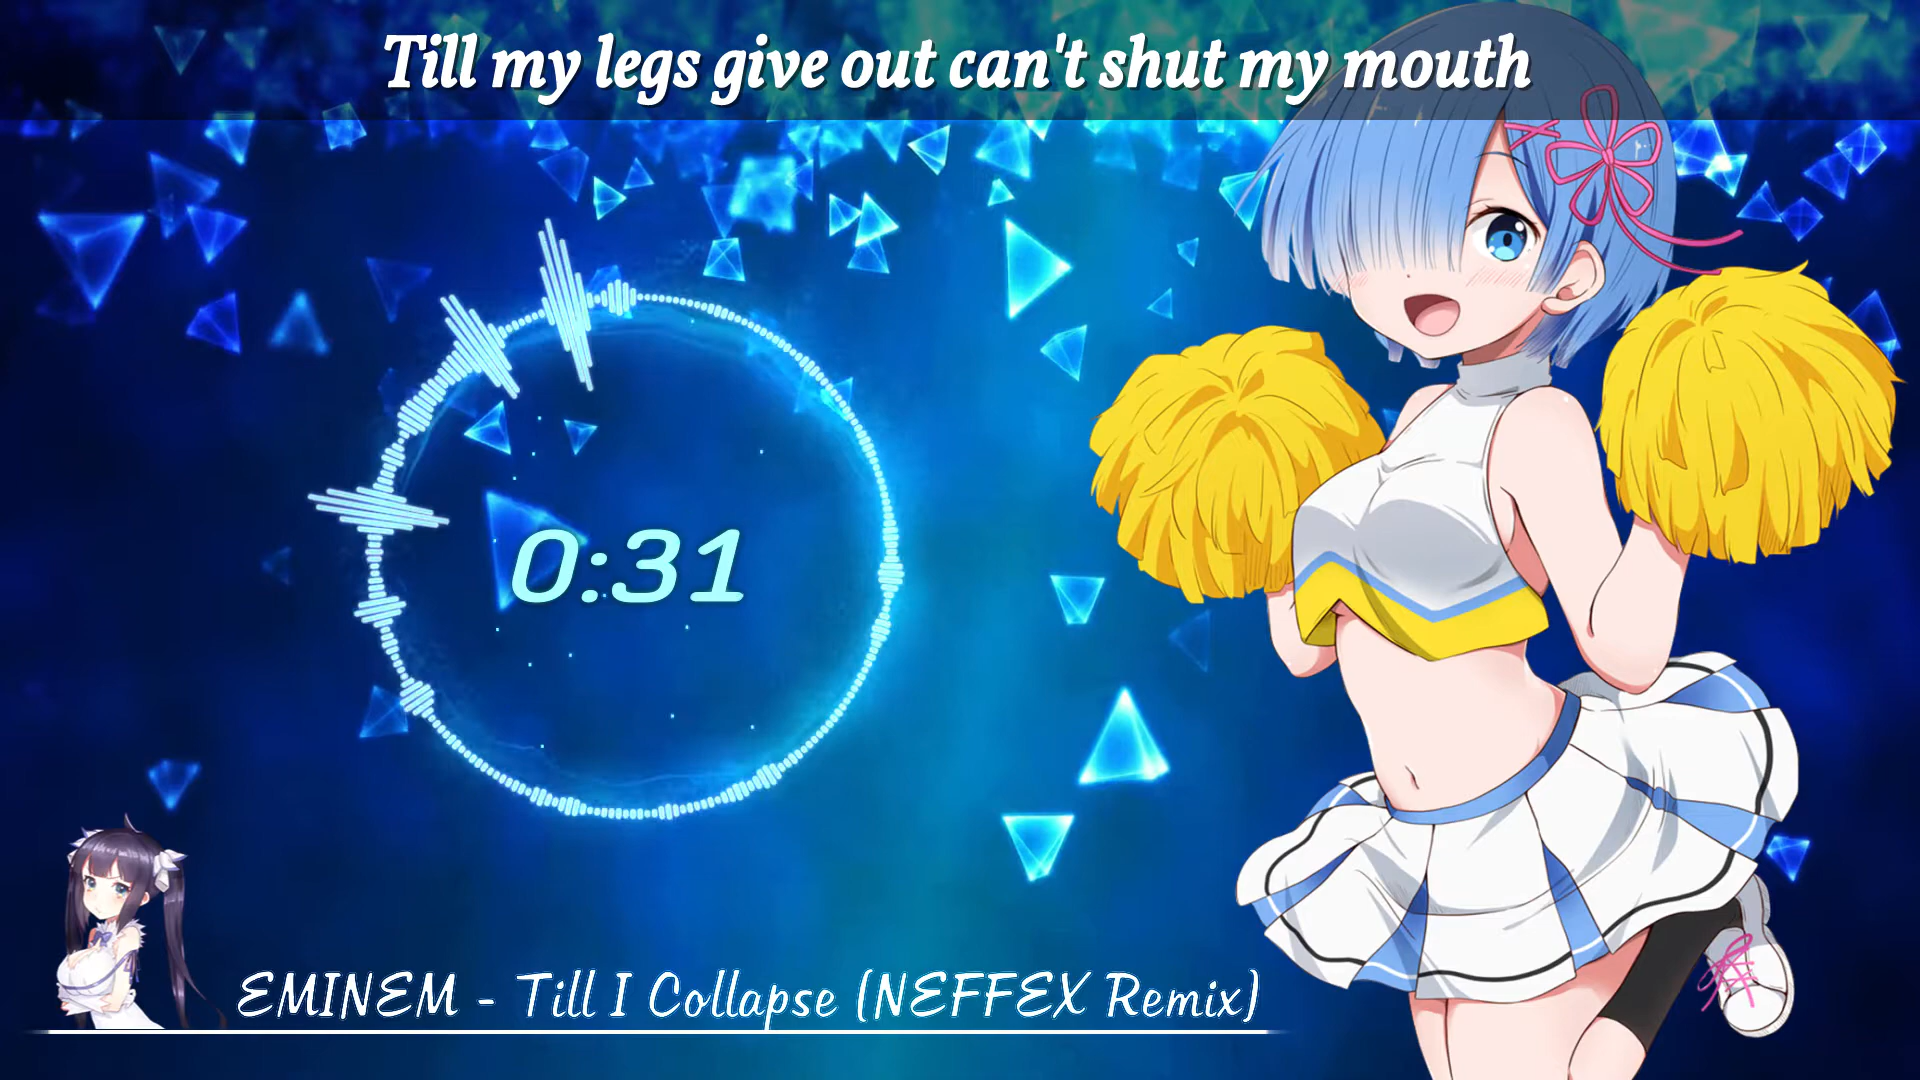 Till my legs give out can't shut my mouth
0:31
EMINEM - Till I Collapse (NEFFEX Remix)